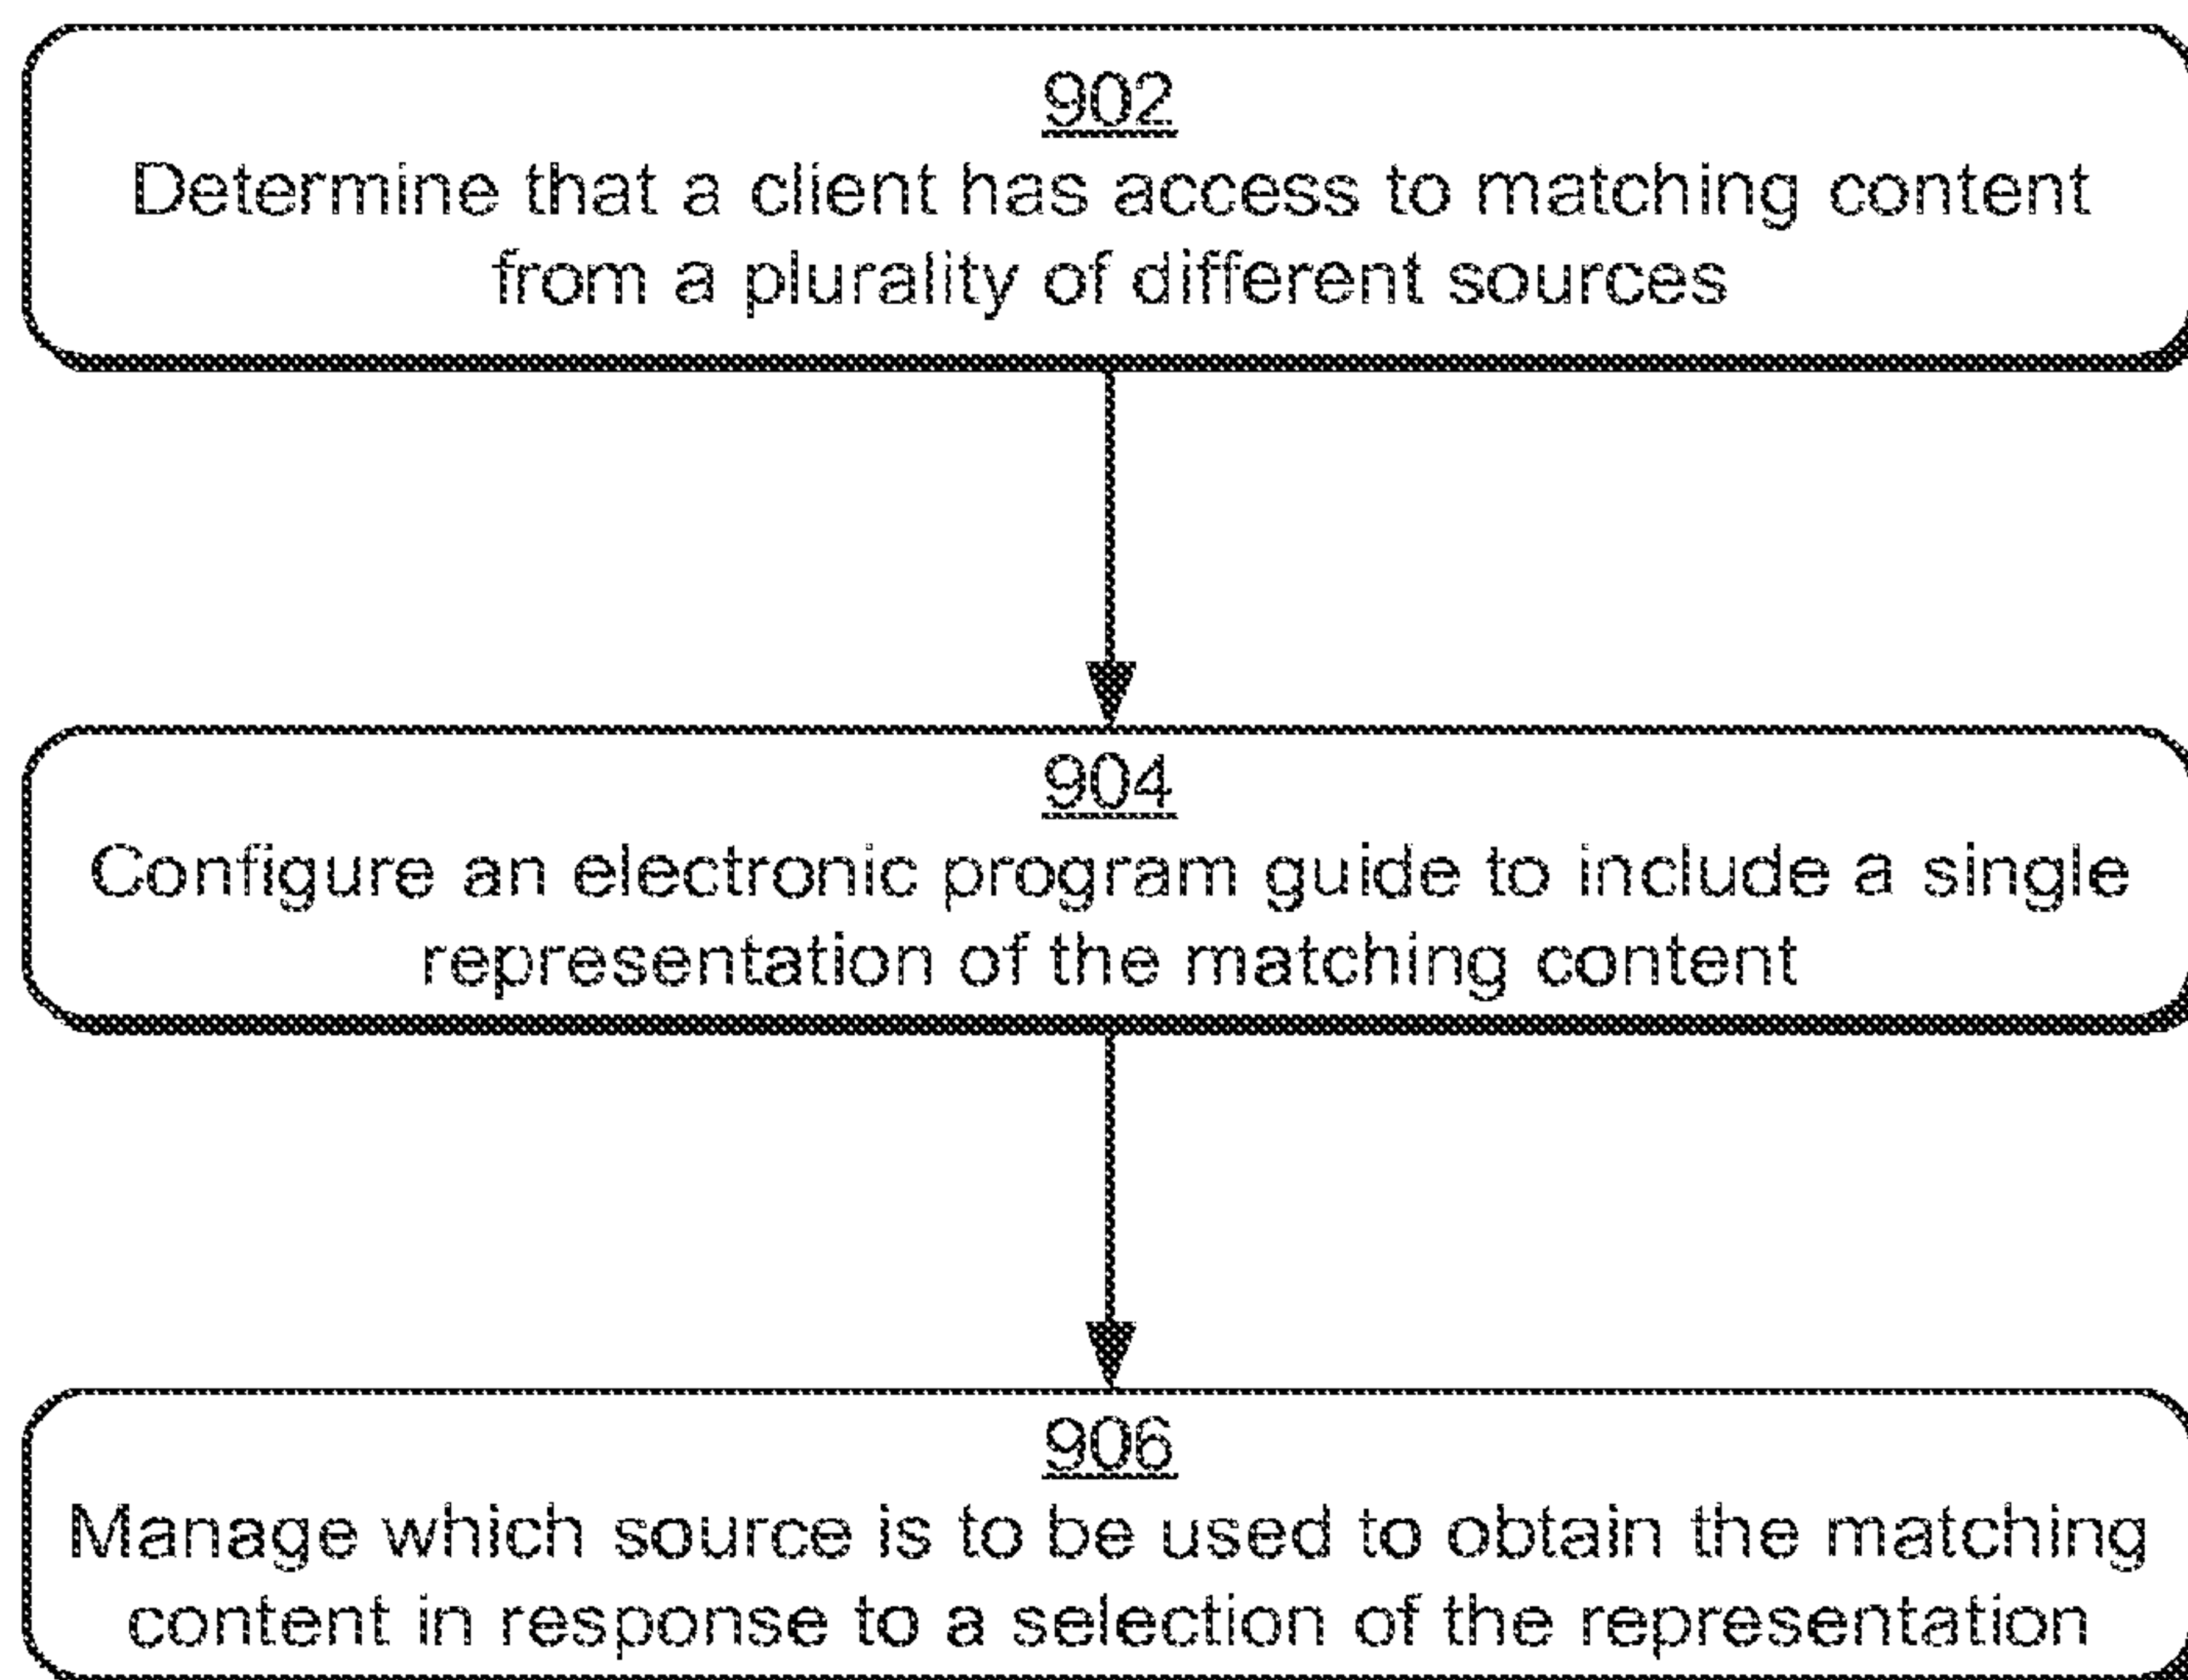 902
Determine that a client has access to matching content
from a plurality of different sources
904
Configure an electronic program guide to include a single
representation of the matching content
906
Manage which source is to be used to obtain the matching
content in response to a selection of the representation